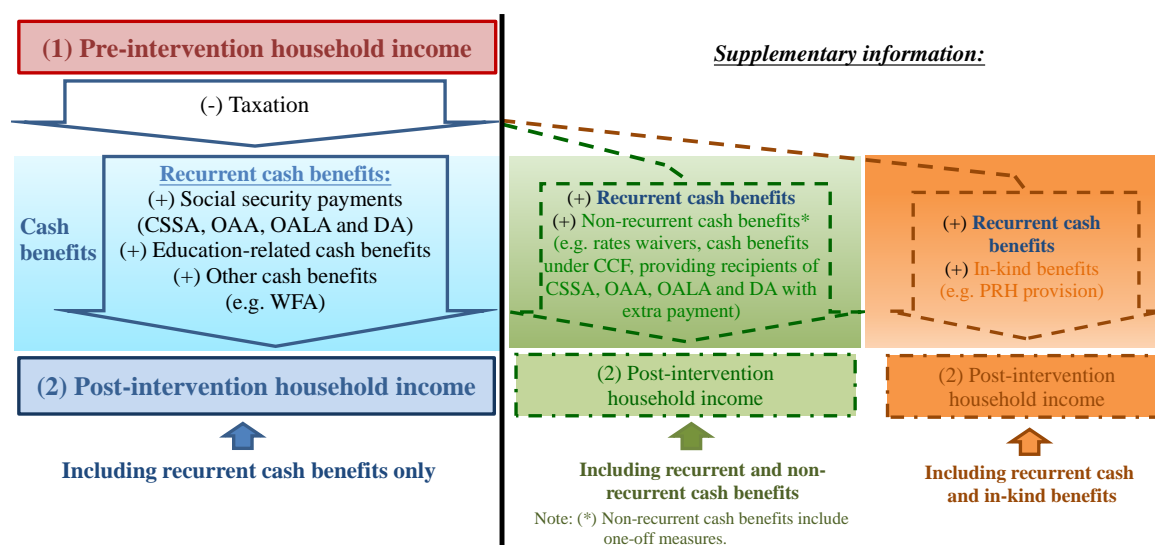 (1) Pre-intervention household income
(-) Taxation
Cash
benefits
Recurrent cash benefits:
(+) Social security payments
(CSSA, OAA, OALA and DA)
(+) Education-related cash benefits
(+) Other cash benefits
(e.g. WFA)
(2) Post-intervention household income
Including recurrent cash benefits only
Supplementary information:
(+) Recurrent cash benefits
(+) Non-recurrent cash benefits*
(e.g. rates waivers, cash benefits
under CCF, providing recipients of
CSSA, OAA, OALA and DA with
extra payment)
(2) Post-intervention
household income
Including recurrent and non-
recurrent cash benefits
Note: (*) Non-recurrent cash benefits include
one-off measures.
(+) Recurrent cash
benefits
(+) In-kind benefits
(e.g. PRH provision)
(2) Post-intervention
household income
Including recurrent cash
and in-kind benefits